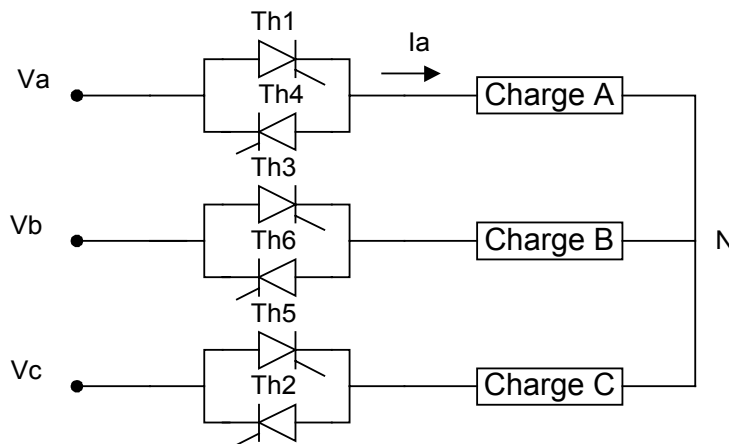 Th1
Ia
Va
Charge A
Th4
Th3
Vb
Charge B
N
Th6
Th5
Vc
Charge C
Th2